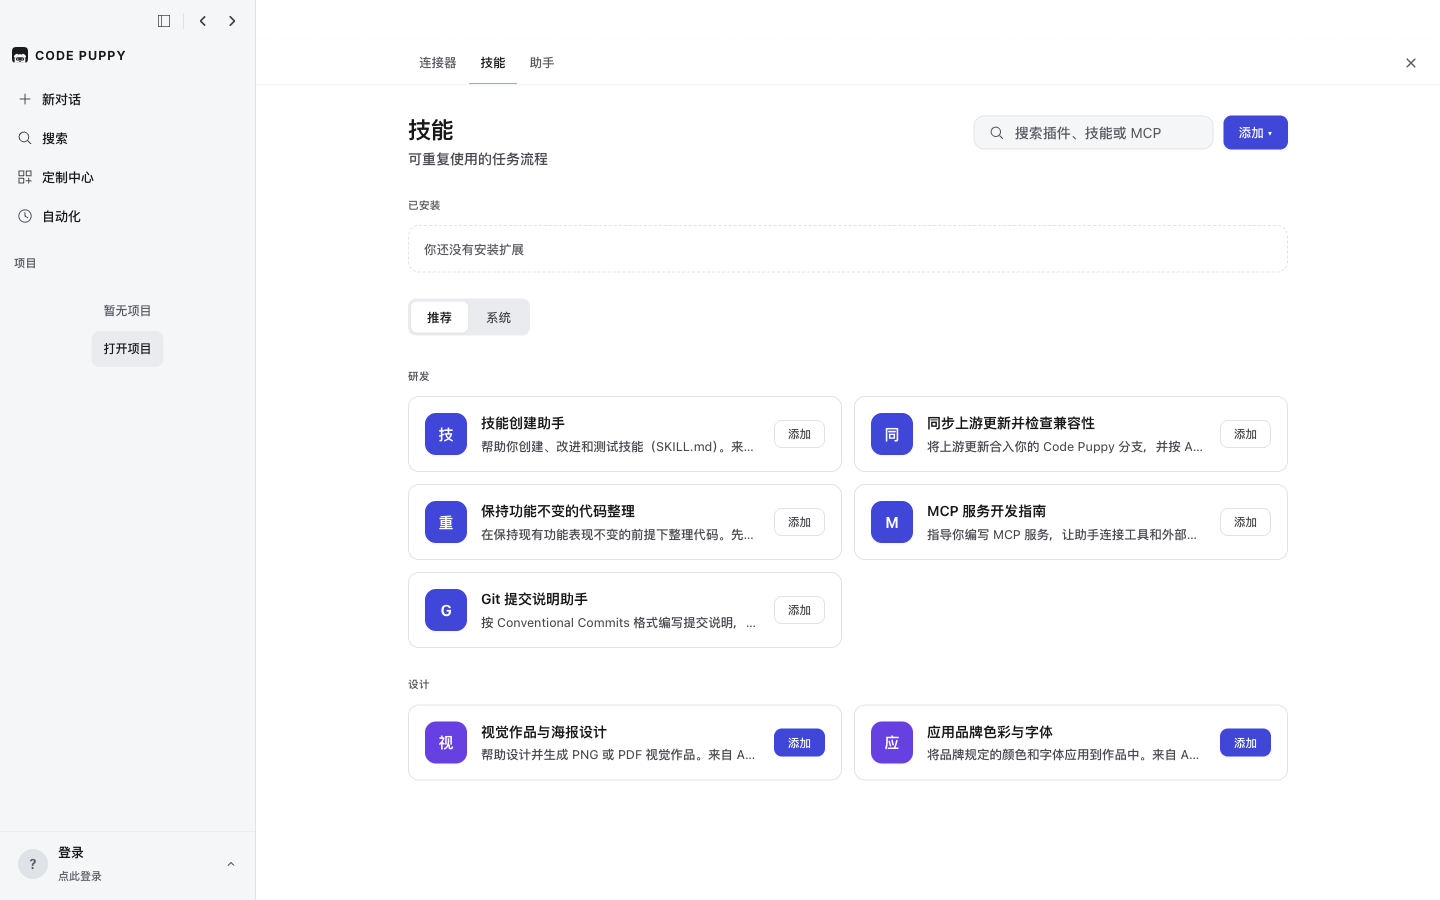 CODE PUPPY
新对话
搜索
定制中心
自动化
项目
暂无项目
打开项目
?
登录
点此登录
连接器
技能
助手
技能
可重复使用的任务流程
搜索插件、技能或 MCP
添加
已安装
你还没有安装扩展
推荐
系统
研发
技
技能创建助手
帮助你创建、改进和测试技能（SKILL.md）。来...
添加
同
同步上游更新并检查兼容性
将上游更新合入你的 Code Puppy 分支，并按 A...
添加
重
保持功能不变的代码整理
在保持现有功能表现不变的前提下整理代码。先...
添加
M
MCP 服务开发指南
指导你编写 MCP 服务，让助手连接工具和外部...
添加
G
Git 提交说明助手
按 Conventional Commits 格式编写提交说明，...
添加
设计
视
视觉作品与海报设计
帮助设计并生成 PNG 或 PDF 视觉作品。来自 A...
添加
应
应用品牌色彩与字体
将品牌规定的颜色和字体应用到作品中。来自 A...
添加